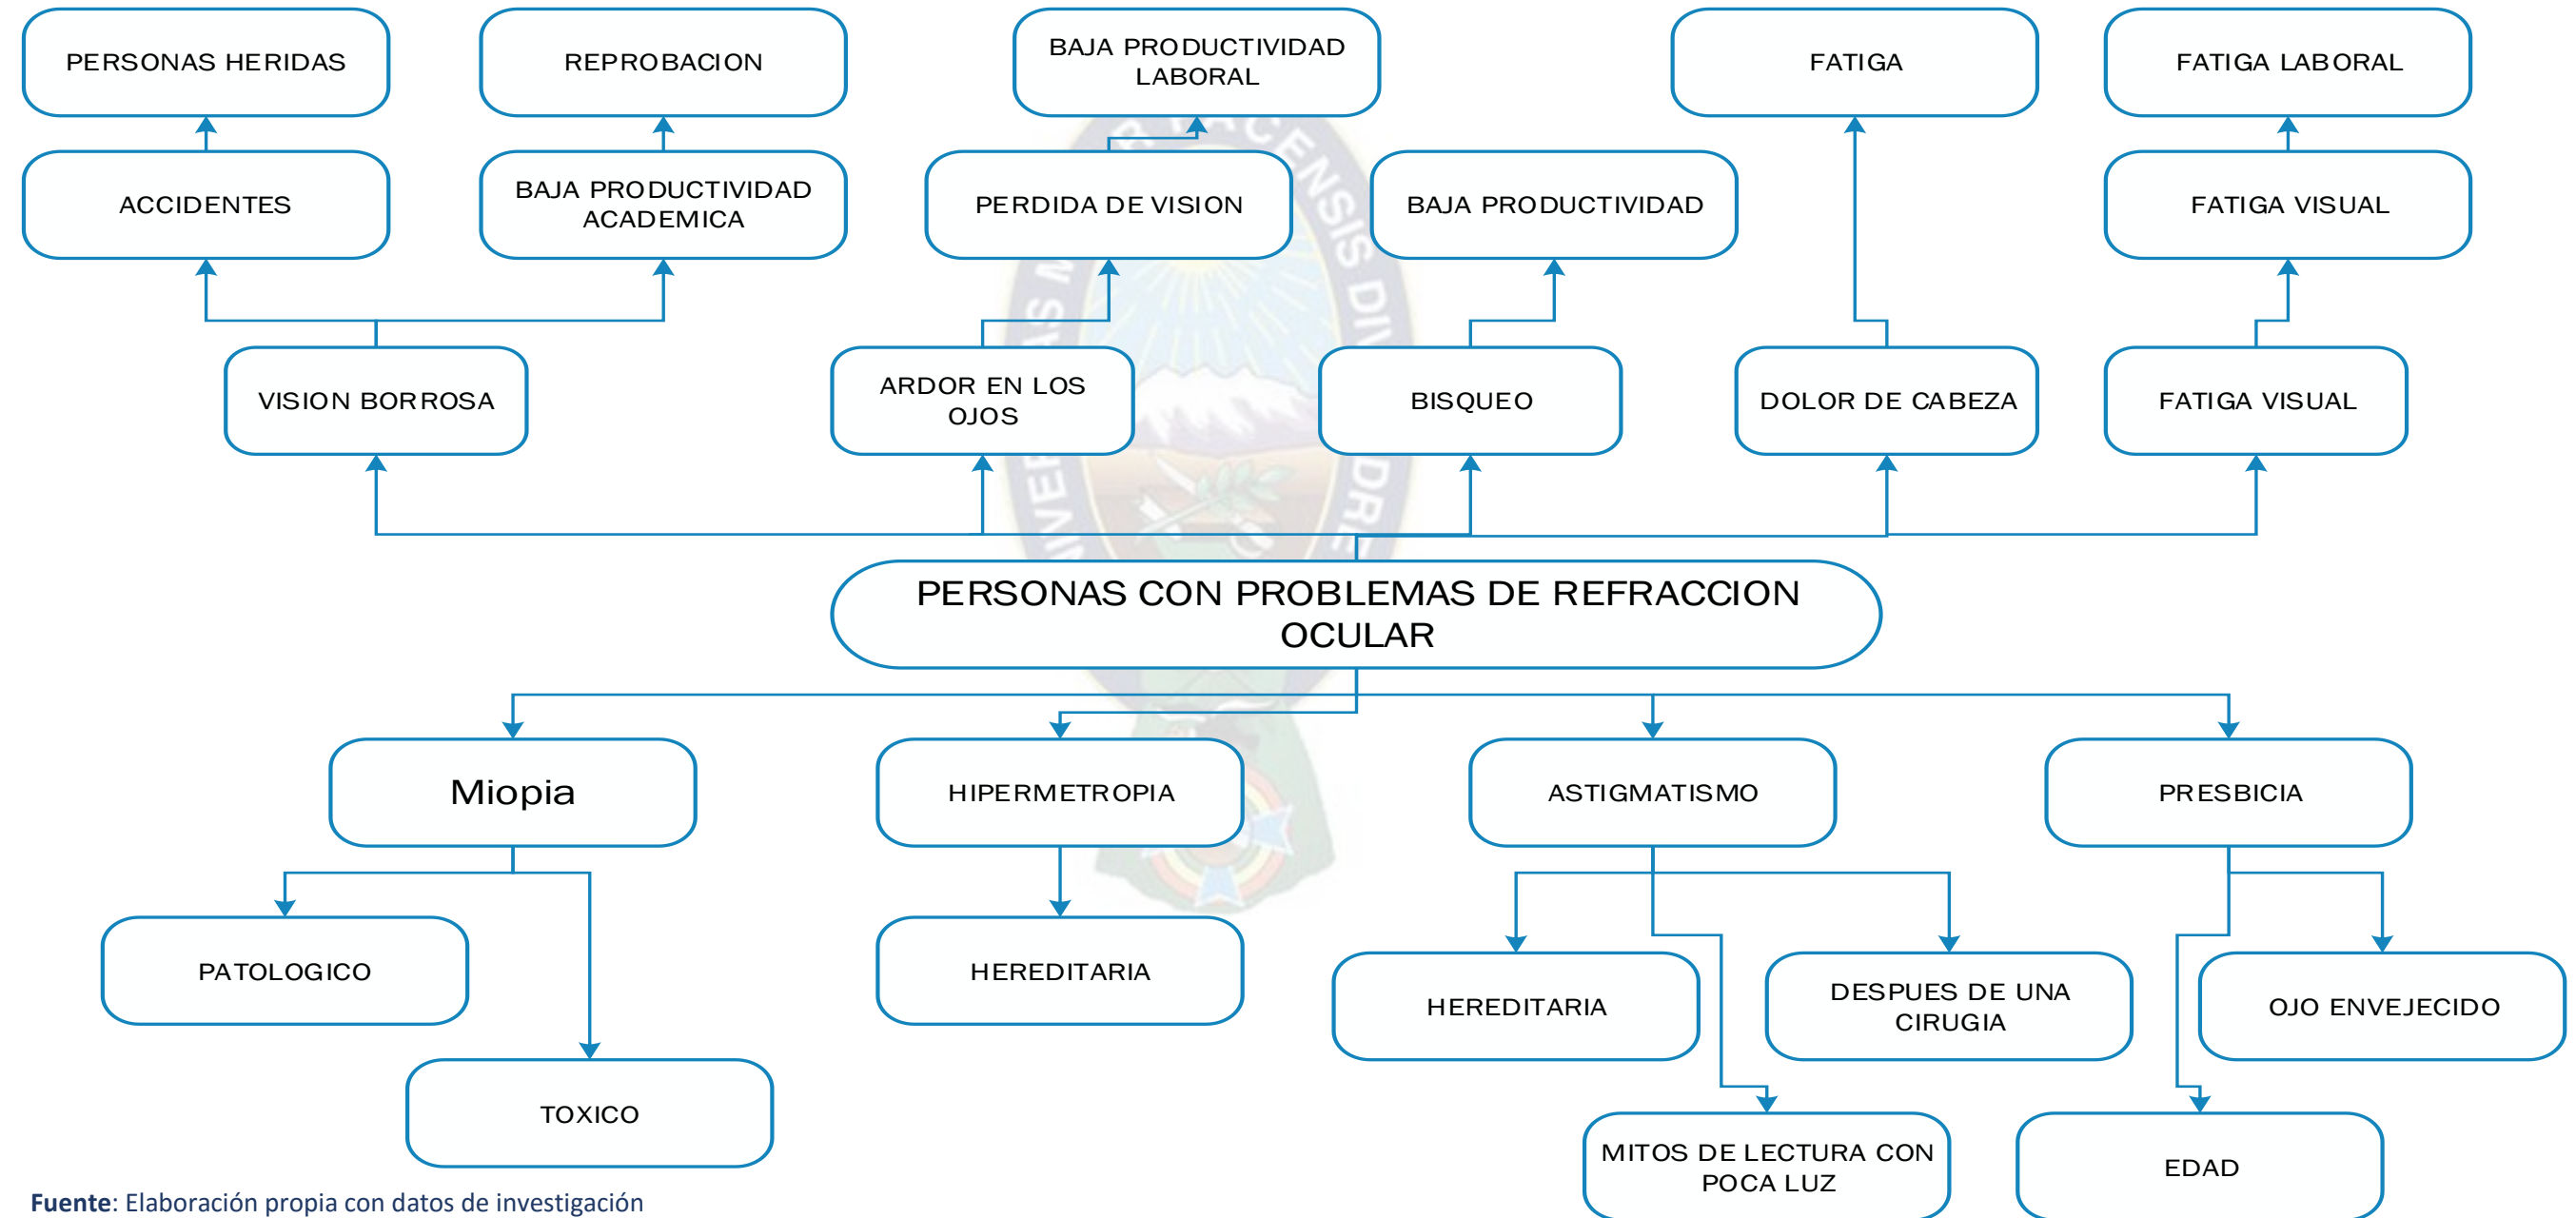 PERSONAS HERIDAS
REPROBACION
BAJA PRODUCTIVIDAD
LABORAL
FATIGA
FATIGA LABORAL
ACCIDENTES
BAJA PRODUCTIVIDAD
ACADEMICA
PERDIDA DE VISION
BAJA PRODUCTIVIDAD
FATIGA VISUAL
VISION BORROSA
ARDOR EN LOS
OJOS
BISQUEO
DOLOR DE CABEZA
FATIGA VISUAL
PERSONAS CON PROBLEMAS DE REFRACCION
OCULAR
Miopia
HIPERMETROPIA
ASTIGMATISMO
PRESBICIA
PATOLOGICO
HEREDITARIA
HEREDITARIA
DESPUES DE UNA
CIRUGIA
OJO ENVEJECIDO
TOXICO
MITOS DE LECTURA CON
POCA LUZ
EDAD
Fuente: Elaboración propia con datos de investigación